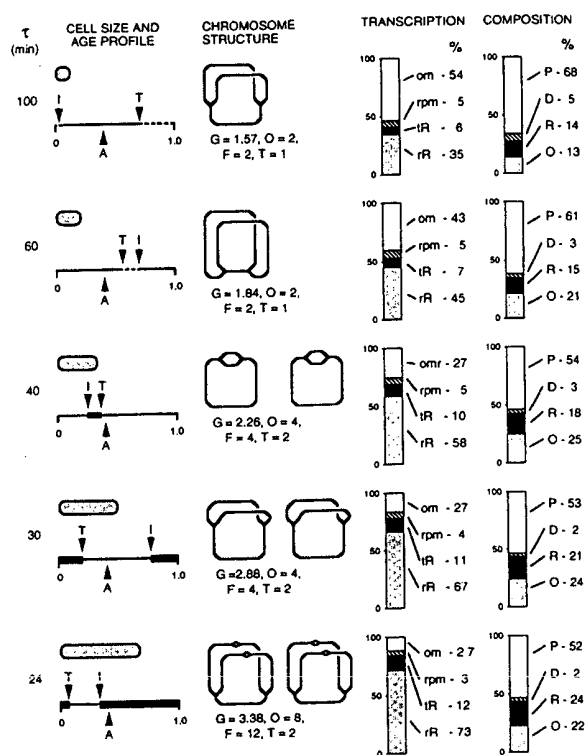 τ
(min)
CELL SIZE AND
AGE PROFILE
CHROMOSOME
STRUCTURE
TRANSCRIPTION
%
COMPOSITION
%
100
I
T
A
0
1.0
G = 1.57, O = 2,
F = 2, T = 1
100
50
0
om - 54
rpm - 5
tR - 6
rR - 35
100
50
0
P - 68
D - 5
R - 14
O - 13
60
T
I
A
0
1.0
G = 1.84, O = 2,
F = 2, T = 1
100
50
0
om - 43
rpm - 5
tR - 7
rR - 45
100
50
0
P - 61
D - 3
R - 15
O - 21
40
I
T
A
0
1.0
G = 2.26, O = 4,
F = 4, T = 2
100
50
0
omr - 27
rpm - 5
tR - 10
rR - 58
100
50
0
P - 54
D - 3
R - 18
O - 25
30
T
I
A
0
1.0
G =2.88, O = 4,
F = 4, T = 2
100
50
0
om - 27
rpm - 4
tR - 11
rR - 67
100
50
0
P - 53
D - 2
R - 21
O - 24
24
T
I
A
0
1.0
G = 3.38, O = 8,
F = 12, T = 2
100
50
0
om - 2 7
rpm - 3
tR - 12
rR - 73
100
50
0
P - 52
D - 2
R - 24
O - 22